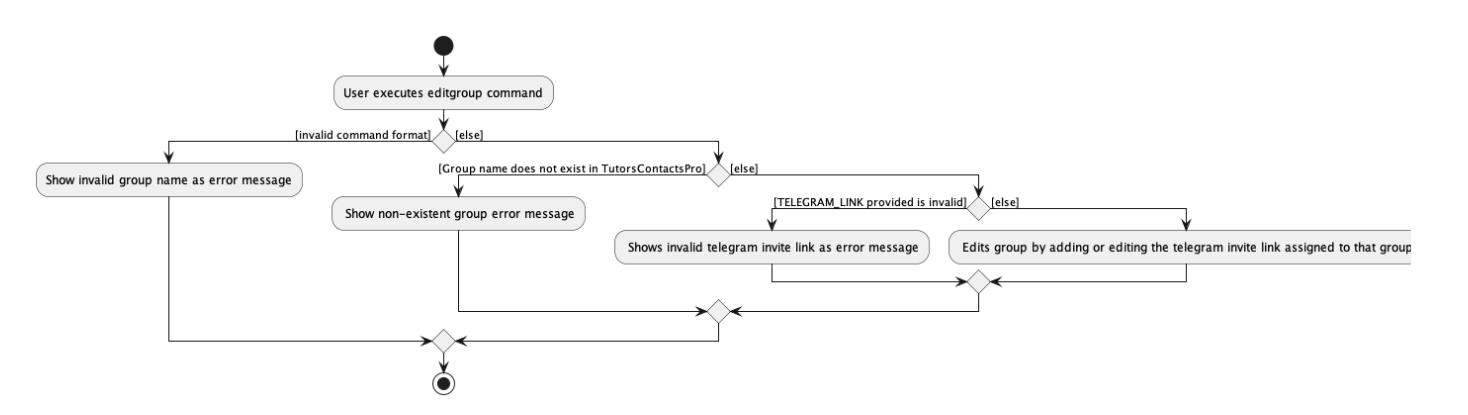 User executes editgroup command
[invalid command format]
[else]
Show invalid group name as error message
[Group name does not exist in TutorsContactsPro]
[else]
Show non-existent group error message
[TELEGRAM_LINK provided is invalid]
[else]
Shows invalid telegram invite link as error message
Edits group by adding or editing the telegram invite link assigned to that group